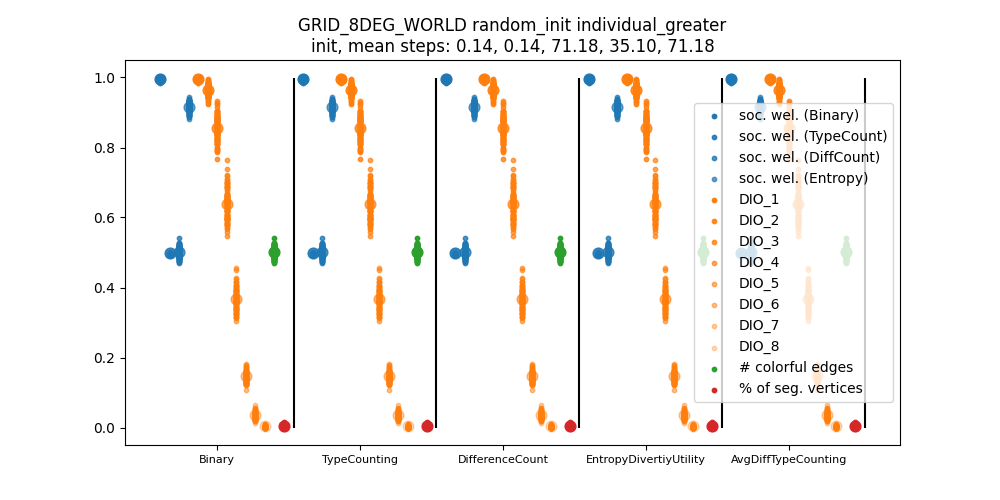 GRID_8DEG_WORLD random_init individual_greater
init, mean steps: 0.14, 0.14, 71.18, 35.10, 71.18
1.0
0.8
0.6
0.4
0.2
0.0
soc. wel. (Binary)
soc. wel. (TypeCount)
soc. wel. (DiffCount)
soc. wel. (Entropy)
DIO_1
DIO_2
DIO_3
DIO_4
DIO_5
DIO_6
DIO_7
DIO_8
# colorful edges
% of seg. vertices
Binary
TypeCounting
DifferenceCount
EntropyDivertiyUtility
AvgDiffTypeCounting